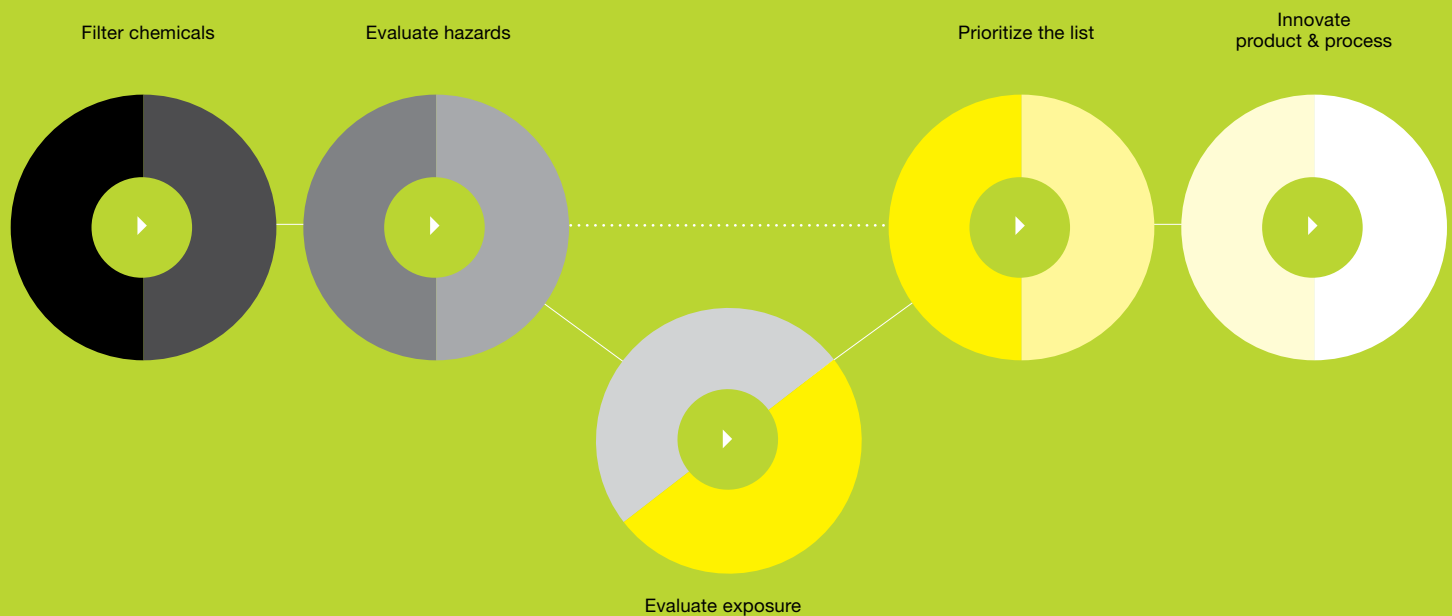 Filter chemicals
Evaluate hazards
Prioritize the list
Innovate
product & process
Evaluate exposure